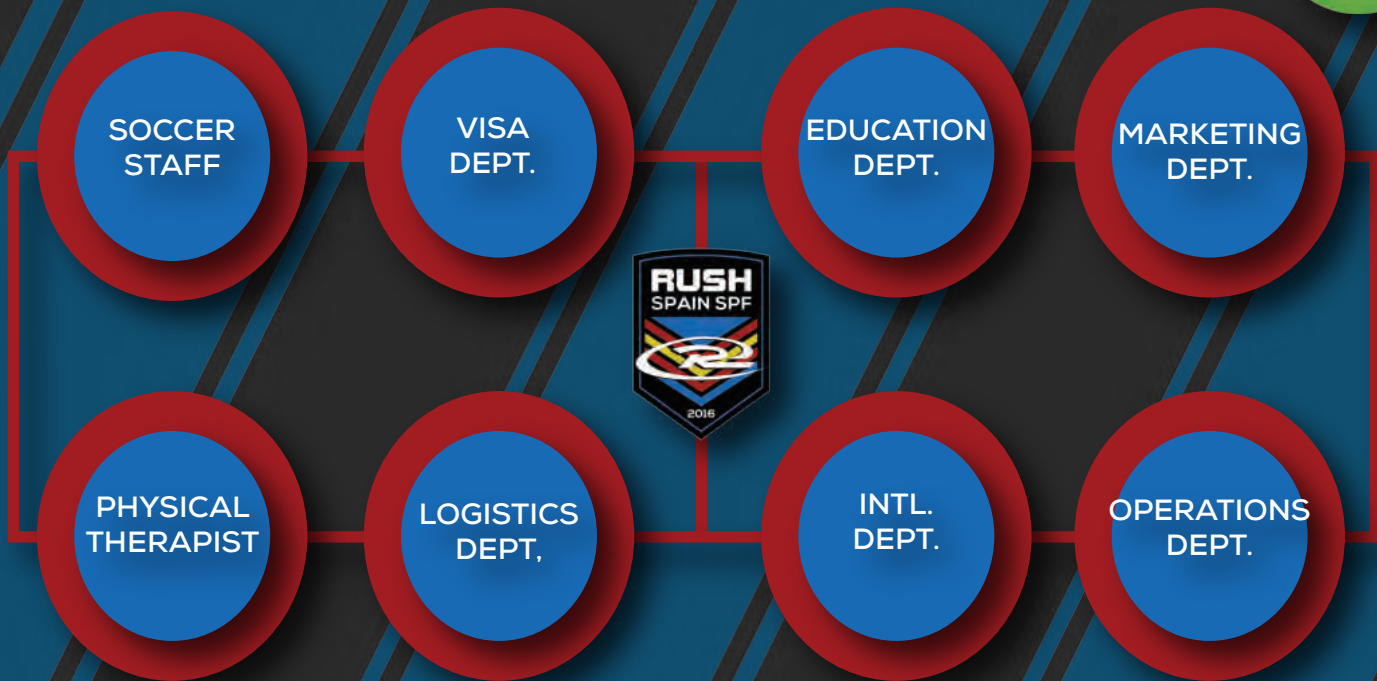 SOCCER
STAFF
VISA
DEPT.
EDUCATION
DEPT.
MARKETING
DEPT.
RUSH
SPAIN SPF
R
2016
PHYSICAL
THERAPIST
LOGISTICS
DEPT,
INTL.
DEPT.
OPERATIONS
DEPT.